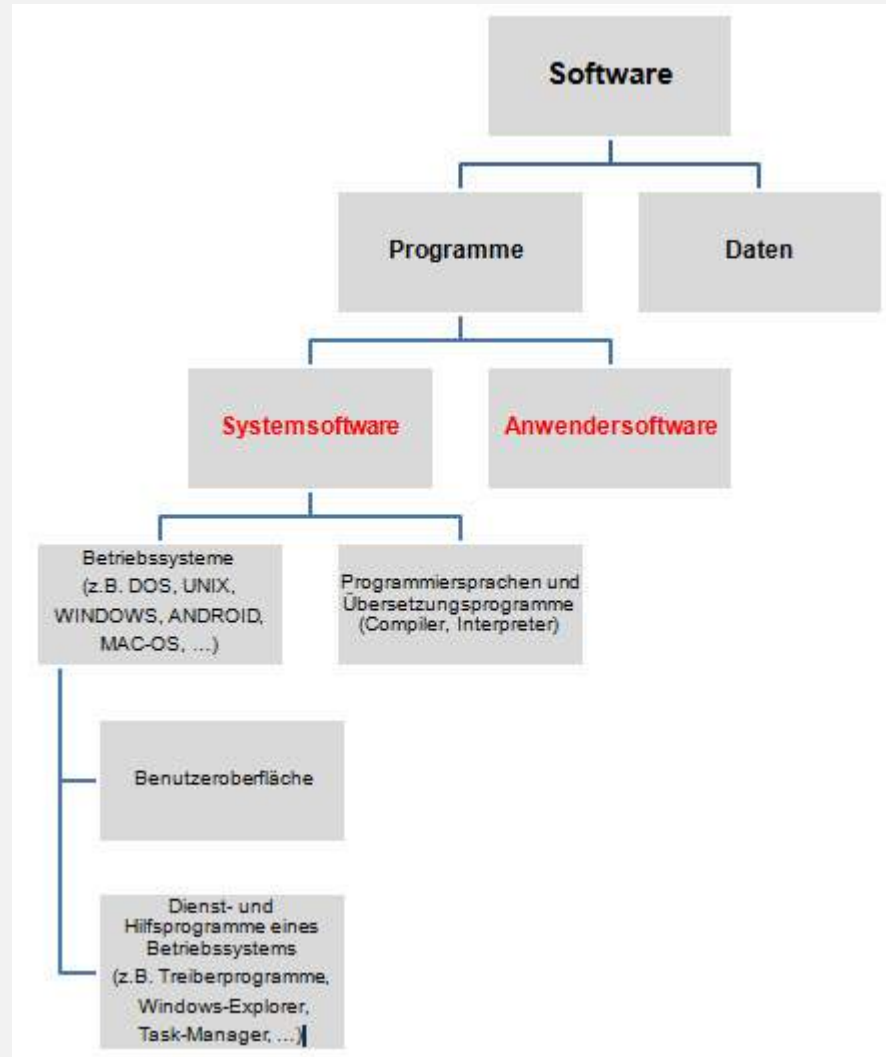 Software
Programme
Daten
Systemsoftware
Anwendersoftware
Betriebssysteme
(z.B. DOS, UNIX,
WINDOWS, ANDROID,
MAC-OS, …)
Programmiersprachen und
Übersetzungsprogramme
(Compiler, Interpreter)
Benutzeroberfläche
Dienst- und
Hilfsprogramme eines
Betriebssystems
(z.B. Treiberprogramme,
Windows-Explorer,
Task-Manager, …)